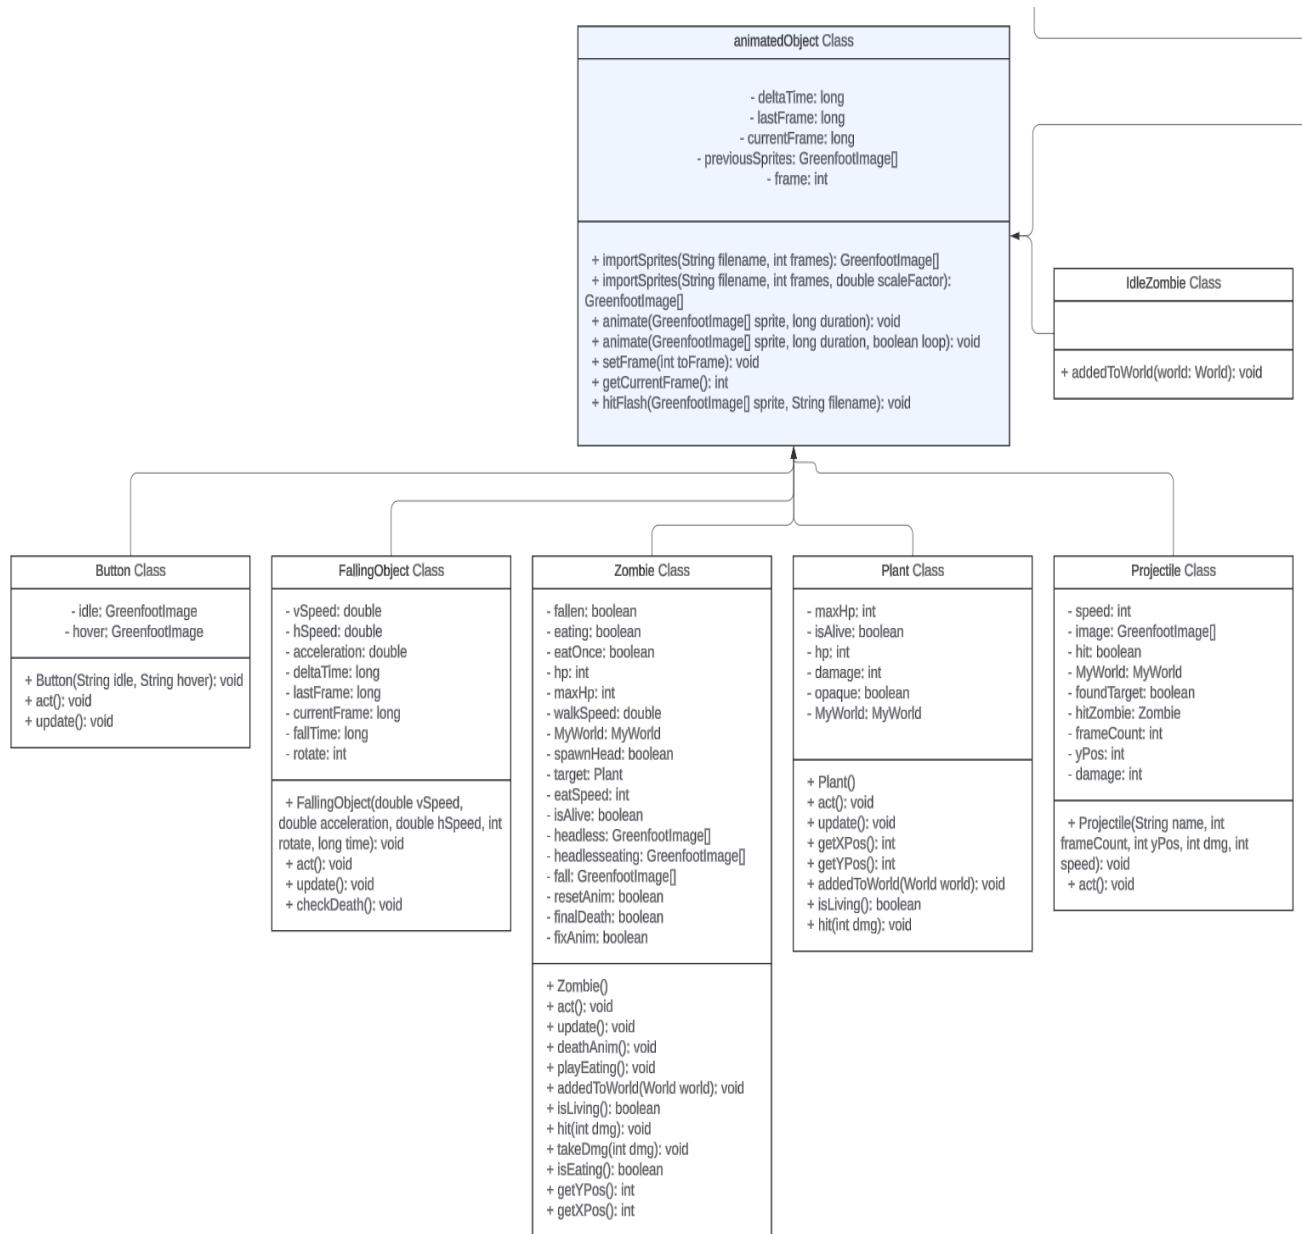 animatedObject Class
- deltaTime: long
- lastFrame: long
- currentFrame: long
- previousSprites: GreenfootImage[]
- frame: int
+ importSprites(String filename, int frames): GreenfootImage[]
+ importSprites(String filename, int frames, double scaleFactor):
GreenfootImage[]
+ animate(GreenfootImage[] sprite, long duration): void
+ animate(GreenfootImage[] sprite, long duration, boolean loop): void
+ setFrame(int toFrame): void
+ getCurrentFrame(): int
+ hitFlash(GreenfootImage[] sprite, String filename): void
IdleZombie Class
+ addedToWorld(world: World): void
Button Class
- idle: GreenfootImage
- hover: GreenfootImage
+ Button(String idle, String hover): void
+ act(): void
+ update(): void
FallingObject Class
- vSpeed: double
- hSpeed: double
- acceleration: double
- deltaTime: long
- lastFrame: long
- currentFrame: long
- fallTime: long
- rotate: int
+ FallingObject(double vSpeed,
double acceleration, double hSpeed, int
rotate, long time): void
+ act(): void
+ update(): void
+ checkDeath(): void
Zombie Class
- fallen: boolean
- eating: boolean
- eatOnce: boolean
- hp: int
- maxHp: int
- walkSpeed: double
- MyWorld: MyWorld
- spawnHead: boolean
- target: Plant
- eatSpeed: int
- isAlive: boolean
- headless: GreenfootImage[]
- headlesseating: GreenfootImage[]
- fall: GreenfootImage[]
- resetAnim: boolean
- finalDeath: boolean
- fixAnim: boolean
+ Zombie()
+ act(): void
+ update(): void
+ deathAnim(): void
+ playEating(): void
+ addedToWorld(World world): void
+ isLiving(): boolean
+ hit(int dmg): void
+ takeDmg(int dmg): void
+ isEating(): boolean
+ getYPos(): int
+ getXPos(): int
Plant Class
- maxHp: int
- isAlive: boolean
- hp: int
- damage: int
- opaque: boolean
- MyWorld: MyWorld
+ Plant()
+ act(): void
+ update(): void
+ getXPos(): int
+ getYPos(): int
+ addedToWorld(World world): void
+ isLiving(): boolean
+ hit(int dmg): void
Projectile Class
- speed: int
- image: GreenfootImage[]
- hit: boolean
- MyWorld: MyWorld
- foundTarget: boolean
- hitZombie: Zombie
- frameCount: int
- yPos: int
- damage: int
+ Projectile(String name, int
frameCount, int yPos, int dmg, int
speed): void
+ act(): void